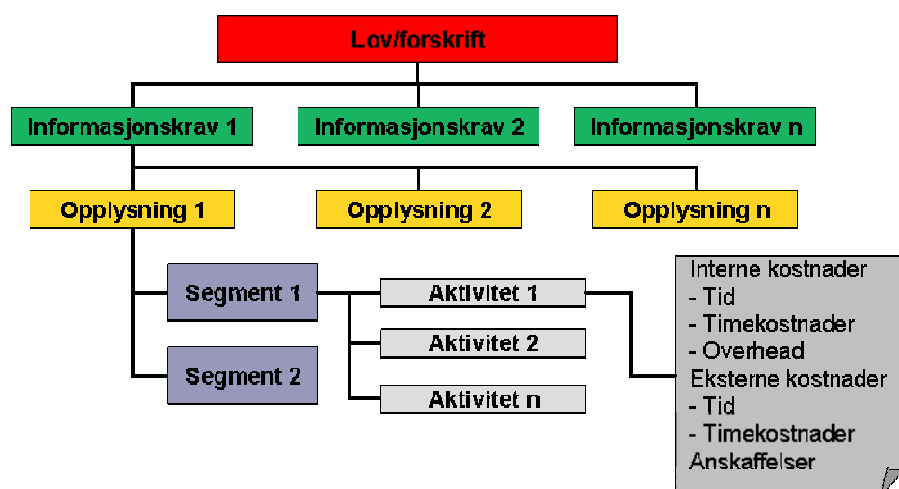 Lov/forskrift
Informasjonskrav 1
Informasjonskrav 2
Informasjonskrav n
Opplysning 1
Opplysning 2
Opplysning n
Segment 1
Segment 2
Aktivitet 1
Aktivitet 2
Aktivitet n
Interne kostnader
- Tid
- Timekostnader
- Overhead
Eksterne kostnader
- Tid
- Timekostnader
Anskaffelser